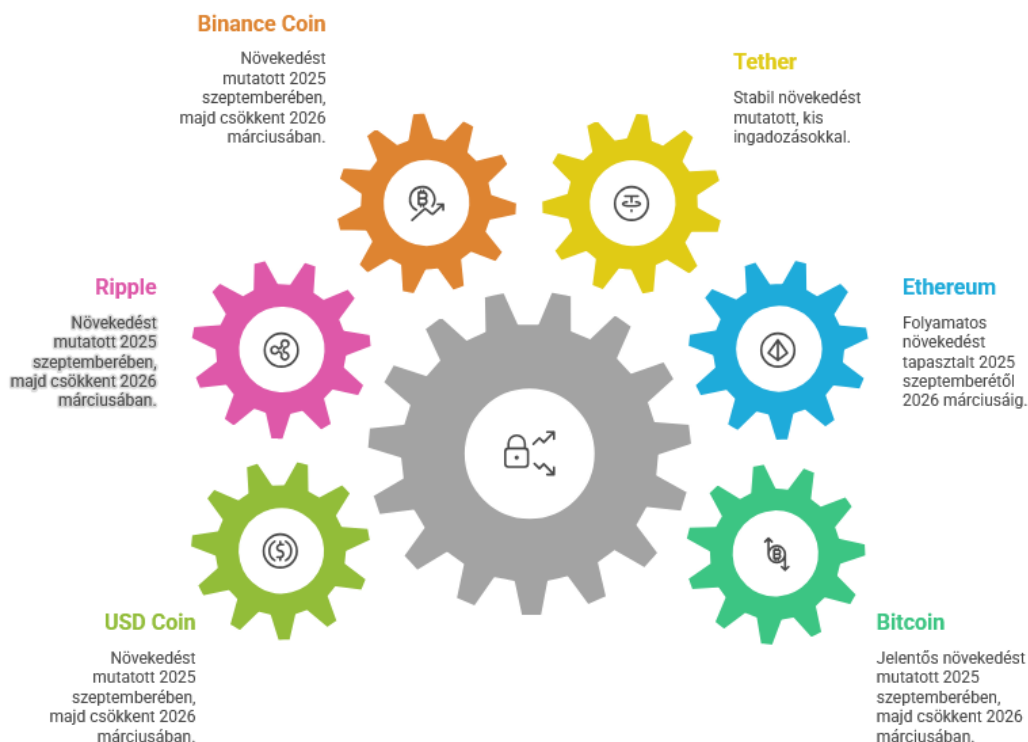 Binance Coin
Növekedést
mutatott 2025
szeptemberében,
majd csökkent 2026
márciusában.
Tether
Stabil növekedést
mutatott, kis
ingadozásokkal.
Ripple
Növekedést
mutatott 2025
szeptemberében,
majd csökkent 2026
márciusában.
Ethereum
Folyamatos
növekedést
tapasztalt 2025
szeptemberétől
2026 márciusáig.
USD Coin
Növekedést
mutatott 2025
szeptemberében,
majd csökkent 2026
márciusában.
Bitcoin
Jelentős növekedést
mutatott 2025
szeptemberében,
majd csökkent 2026
márciusában.